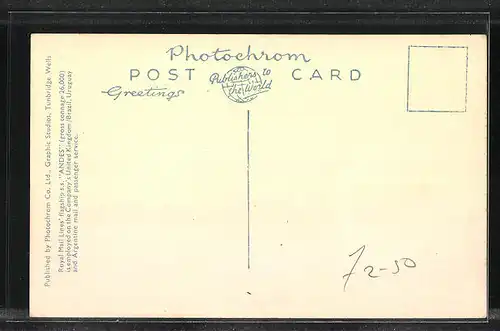 Photochrom
POST CARD
Publishers to
the World
Greetings
Published by Photochrom Co. Ltd., Graphic Studios, Tunbridge Wells
Royal Mail Lines' flagship s.s. "ANDES" (gross tonnage 26,000)
is employed on the Company's United Kingdom/Brazil, Uruguay
and Argentine mail and passenger service.
72-50